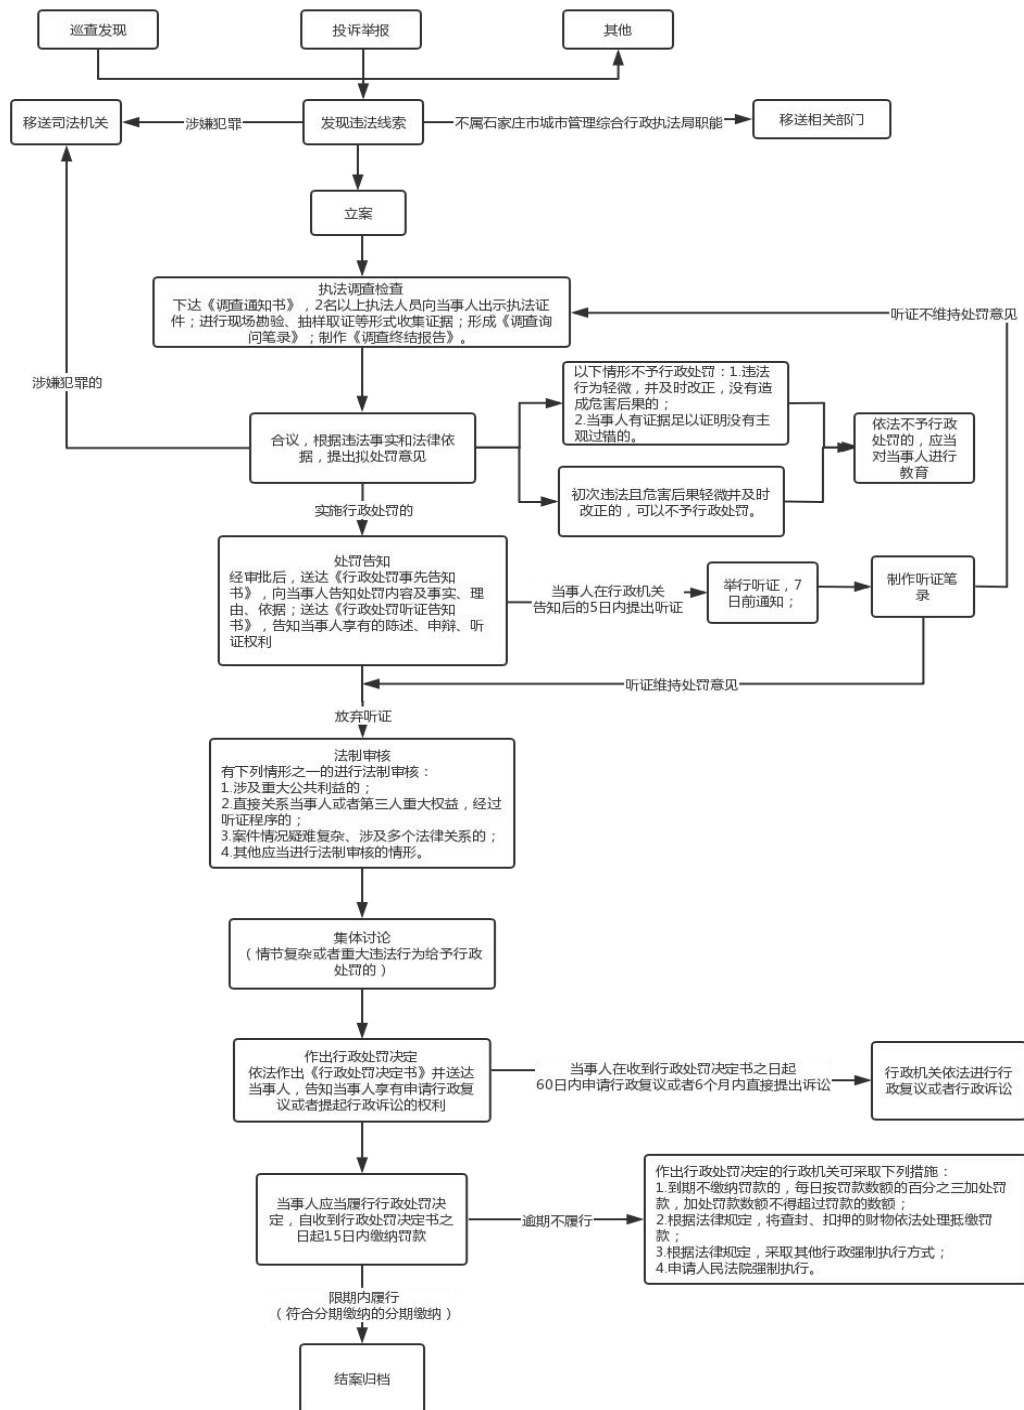 巡查发现
投诉举报
其他
移送司法机关
涉嫌犯罪
发现违法线索
不属石家庄市城市管理综合行政执法局职能
移送相关部门
立案
执法调查检查
下达《调查通知书》，2名以上执法人员向当事人出示执法证
件；进行现场勘验、抽样取证等形式收集证据；形成《调查询
问笔录》；制作《调查终结报告》。
听证不维持处罚意见
涉嫌犯罪的
以下情形不予行政处罚：1.违法
行为轻微，并及时改正，没有造
成危害后果的；
2.当事人有证据足以证明没有主
观过错的。
合议，根据违法事实和法律依
据，提出拟处罚意见
依法不予行政
处罚的，应当
对当事人进行
教育
初次违法且危害后果轻微并及时
改正的，可以不予行政处罚。
实施行政处罚的
处罚告知
经审批后，送达《行政处罚事先告知
书》，向当事人告知处罚内容及事实、理
由、依据；送达《行政处罚听证告知
书》，告知当事人享有的陈述、申辩、听
证权利
当事人在行政机关
告知后的5日内提出听证
举行听证，7
日前通知；
制作听证笔
录
听证维持处罚意见
放弃听证
法制审核
有下列情形之一的进行法制审核：
1.涉及重大公共利益的；
2.直接关系当事人或者第三人重大权益，经过
听证程序的；
3.案件情况疑难复杂、涉及多个法律关系的；
4.其他应当进行法制审核的情形。
集体讨论
（情节复杂或者重大违法行为给予行政
处罚的）
作出行政处罚决定
依法作出《行政处罚决定书》并送达
当事人，告知当事人享有申请行政复
议或者提起行政诉讼的权利
当事人在收到行政处罚决定书之日起
60日内申请行政复议或者6个月内直接提出诉讼
行政机关依法进行行
政复议或者行政诉讼
当事人应当履行行政处罚决
定，自收到行政处罚决定书之
日起15日内缴纳罚款
逾期不履行
作出行政处罚决定的行政机关可采取下列措施：
1.到期不缴纳罚款的，每日按罚款数额的百分之三加处罚
款，加处罚款数额不得超过罚款的数额；
2.根据法律规定，将查封、扣押的财物依法处理抵缴罚
款；
3.根据法律规定，采取其他行政强制执行方式；
4.申请人民法院强制执行。
限期内履行
（符合分期缴纳的分期缴纳）
结案归档